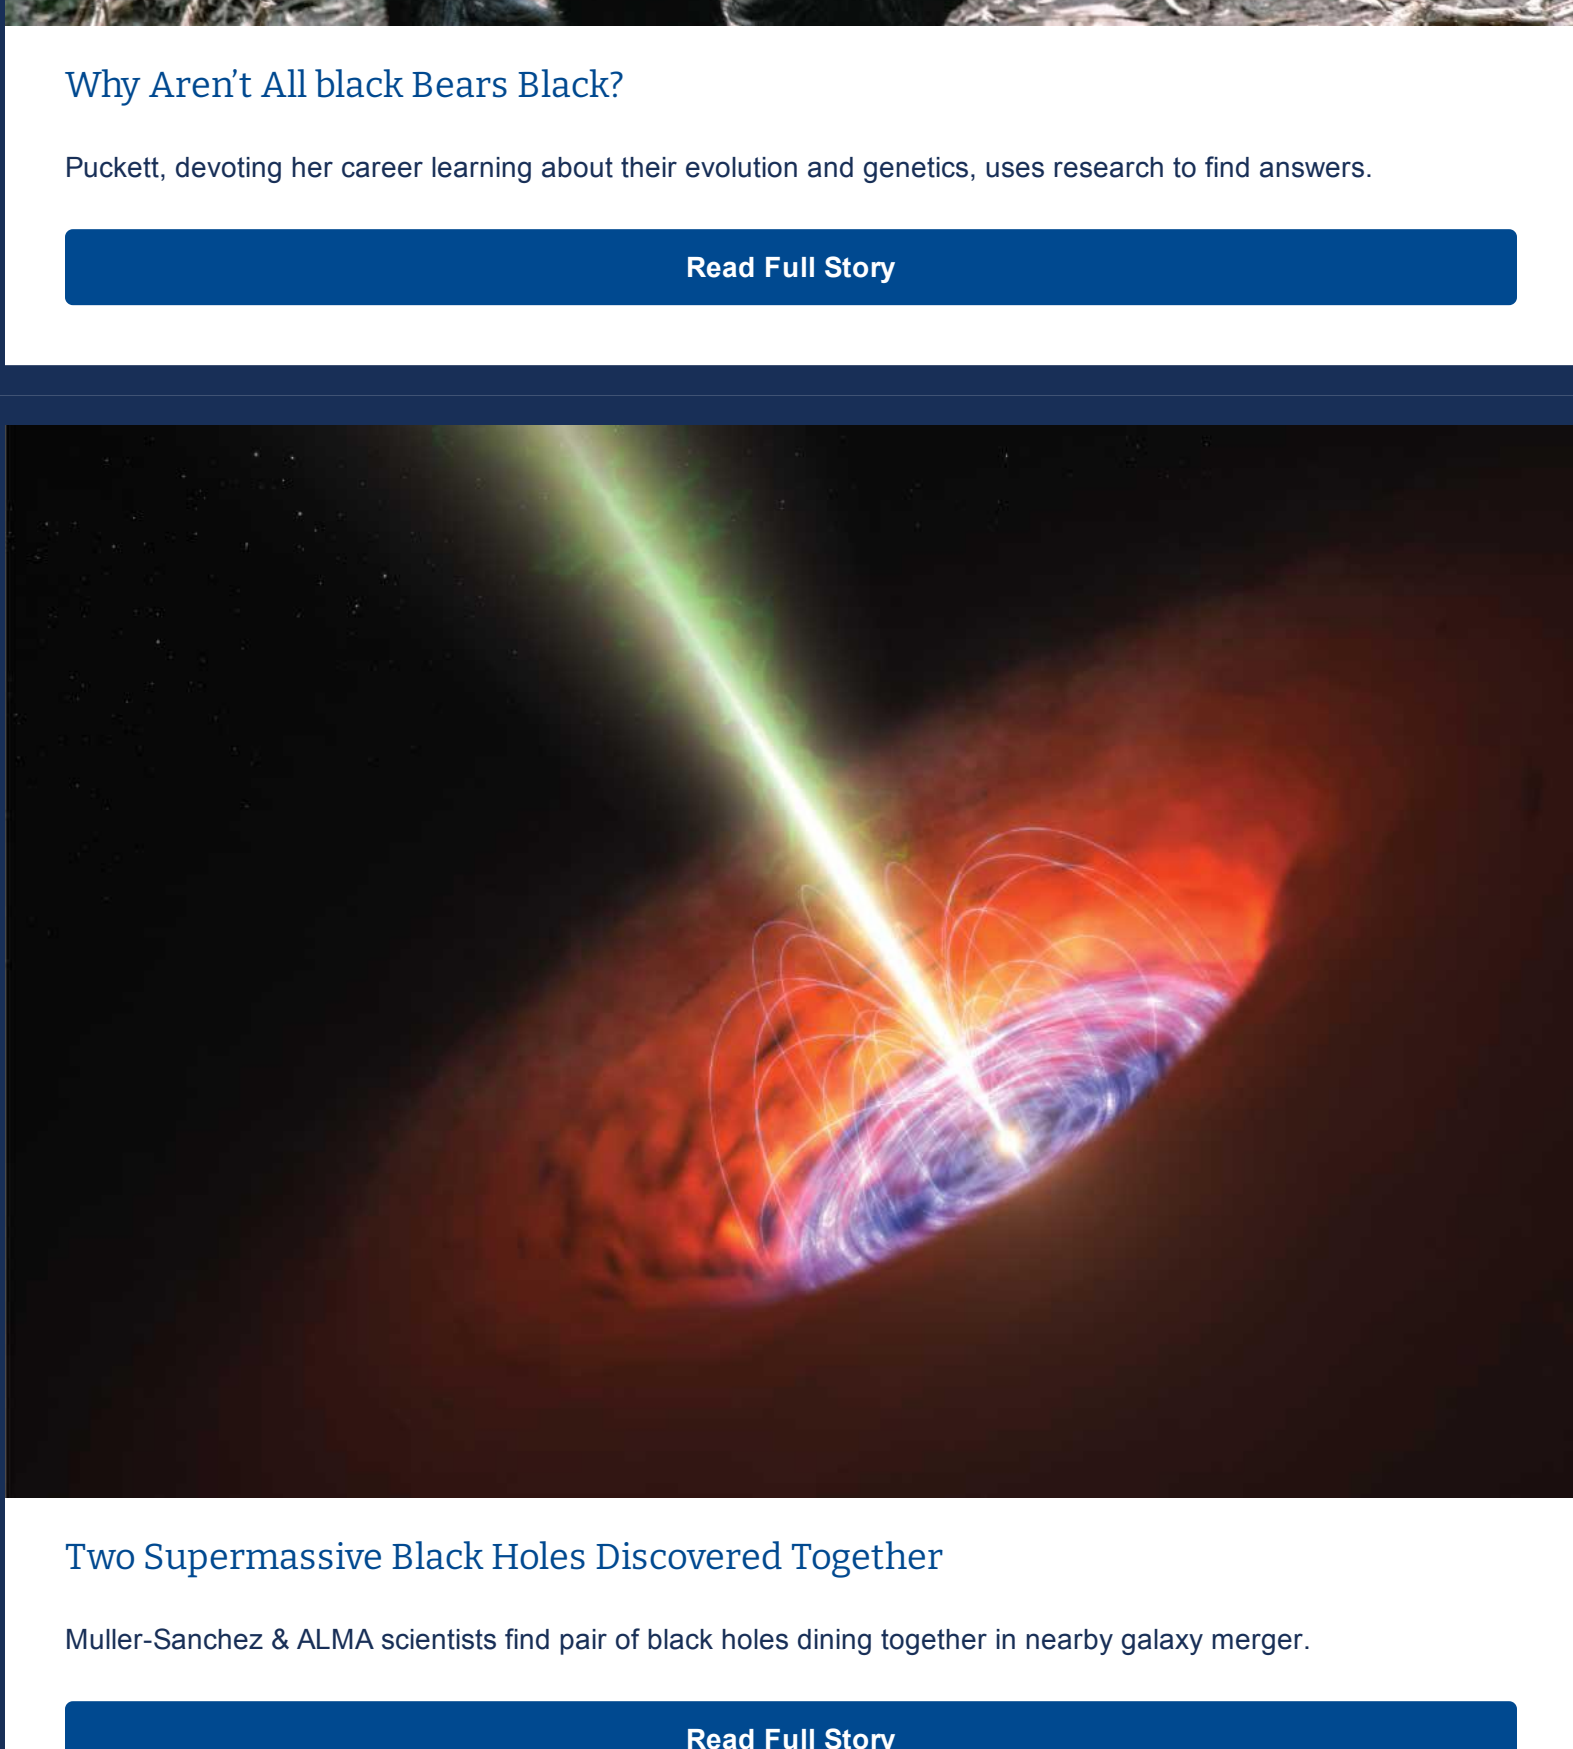 Why Aren’t All black Bears Black?
Puckett, devoting her career learning about their evolution and genetics, uses research to find answers.
Read Full Story
Two Supermassive Black Holes Discovered Together
Muller-Sanchez & ALMA scientists find pair of black holes dining together in nearby galaxy merger.
Read Full Story